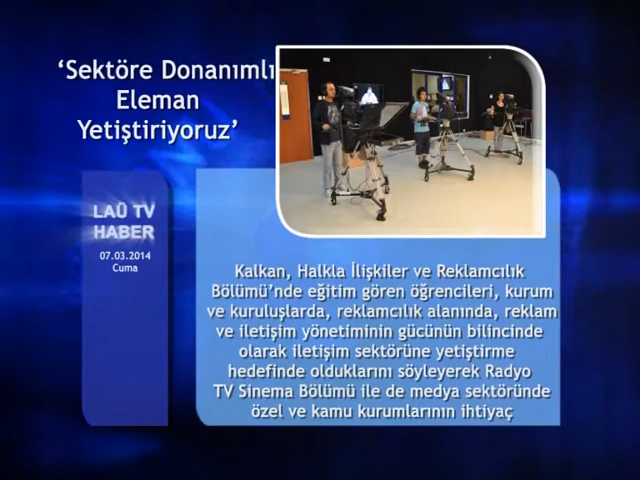 ‘Sektöre Donanımlı
Eleman
Yetiştiriyoruz’
LAÜ TV
HABER
07.03.2014
Cuma
Kalkan, Halkla İlişkiler ve Reklamcılık
Bölümü’nde eğitim gören öğrencileri, kurum
ve kuruluşlarda, reklamcılık alanında, reklam
ve iletişim yönetiminin gücünün bilincinde
olarak iletişim sektörüne yetiştirme
hedefinde olduklarını söyleyerek Radyo
TV Sinema Bölümü ile de medya sektöründe
özel ve kamu kurumlarının ihtiyaç